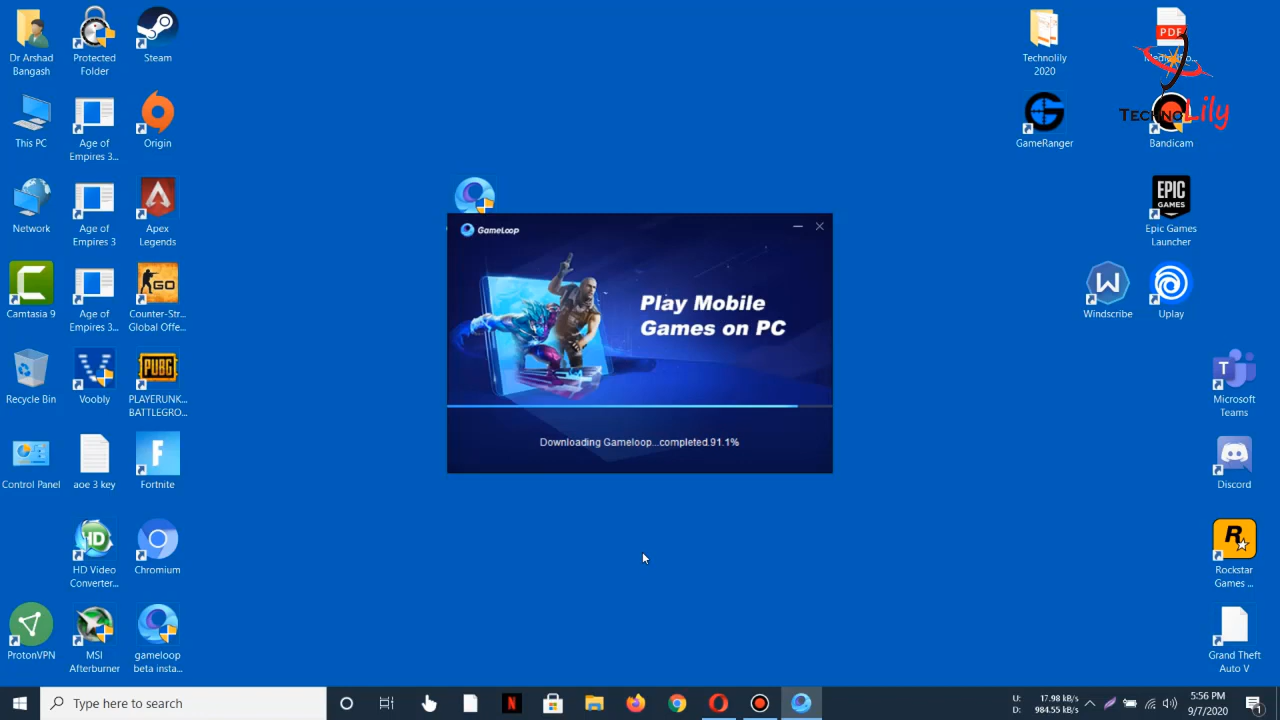 Dr Arshad
Bangash
Protected
Folder
Steam
This PC
Age of
Empires 3...
Origin
Network
Age of
Empires 3
Apex
Legends
Camtasia 9
Age of
Empires 3...
Counter-Str...
Global Offe...
GO
Recycle Bin
Voobly
PLAYERUNK...
BATTLEGRO...
PUBG
Control Panel
aoe 3 key
Fortnite
F
HD
HD Video
Converter...
Chromium
ProtonVPN
MSI
Afterburner
gameloop
beta insta...
GameLoop
Play Mobile
Games on PC
Downloading Gameloop...completed.91.1%
Technolily
2020
PDF
TECHNOLily
GameRanger
Bandicam
EPIC
GAMES
Epic Games
Launcher
Windscribe
Uplay
Microsoft
Teams
Discord
R
Rockstar
Games ...
Grand Theft
Auto V
Type here to search
U: 17.98 kB/s
D: 984.55 kB/s
5:56 PM
9/7/2020
1